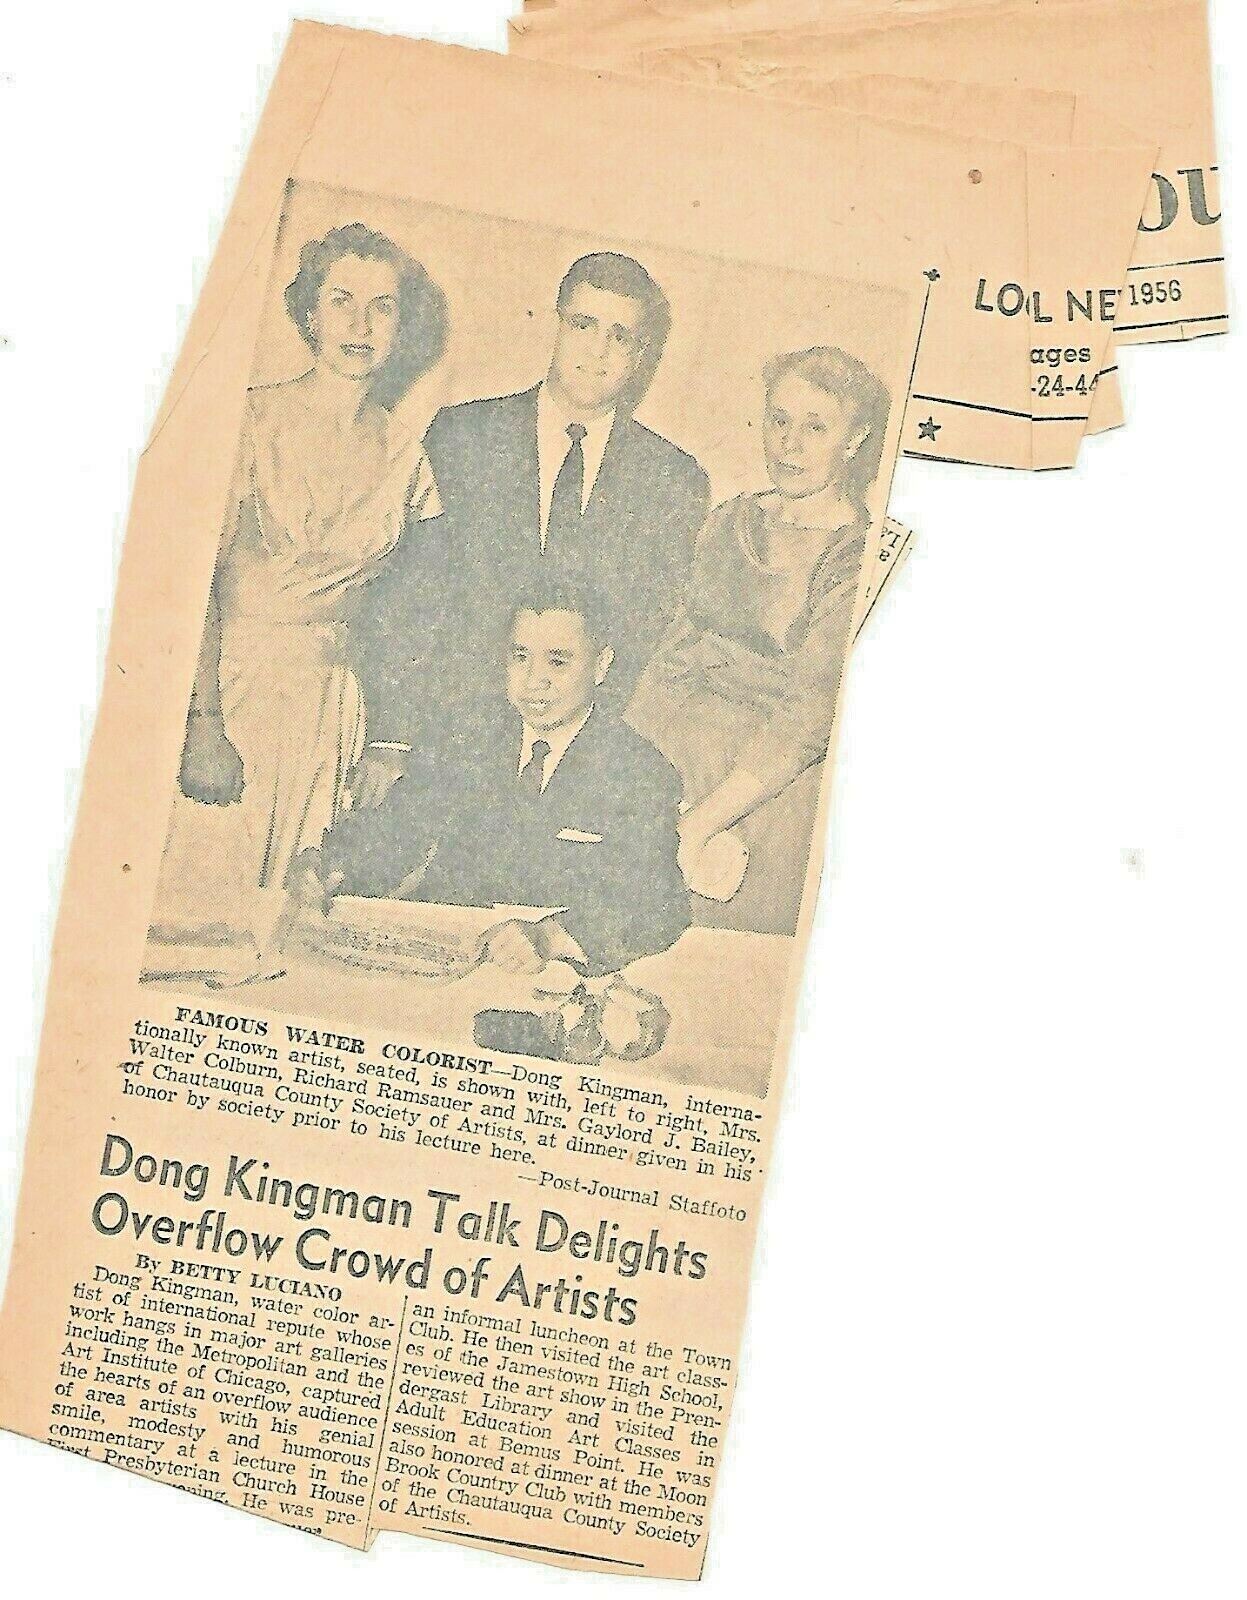 ou
LO L NE 1956
ages
-24-44
FAMOUS WATER COLORIST—Dong Kingman, interna-
tionally known artist, seated, is shown with, left to right, Mrs.
Walter Colburn, Richard Ramsauer and Mrs. Gaylord J. Bailey,
of Chautauqua County Society of Artists, at dinner given in his
honor by society prior to his lecture here.
—Post-Journal Staffoto
Dong Kingman Talk Delights
Overflow Crowd of Artists
By BETTY LUCIANO
Dong Kingman, water color ar-
tist of international repute whose
work hangs in major art galleries
including the Metropolitan and the
Art Institute of Chicago, captured
the hearts of an overflow audience
of area artists with his genial
smile, modesty and humorous
commentary at a lecture in the
First Presbyterian Church House
He was pre-
an informal luncheon at the Town
Club. He then visited the art class-
es of the Jamestown High School,
reviewed the art show in the Pren-
dergast Library and visited the
Adult Education Art Classes in
session at Bemus Point. He was
also honored at dinner at the Moon
Brook Country Club with members
of the Chautauqua County Society
of Artists.